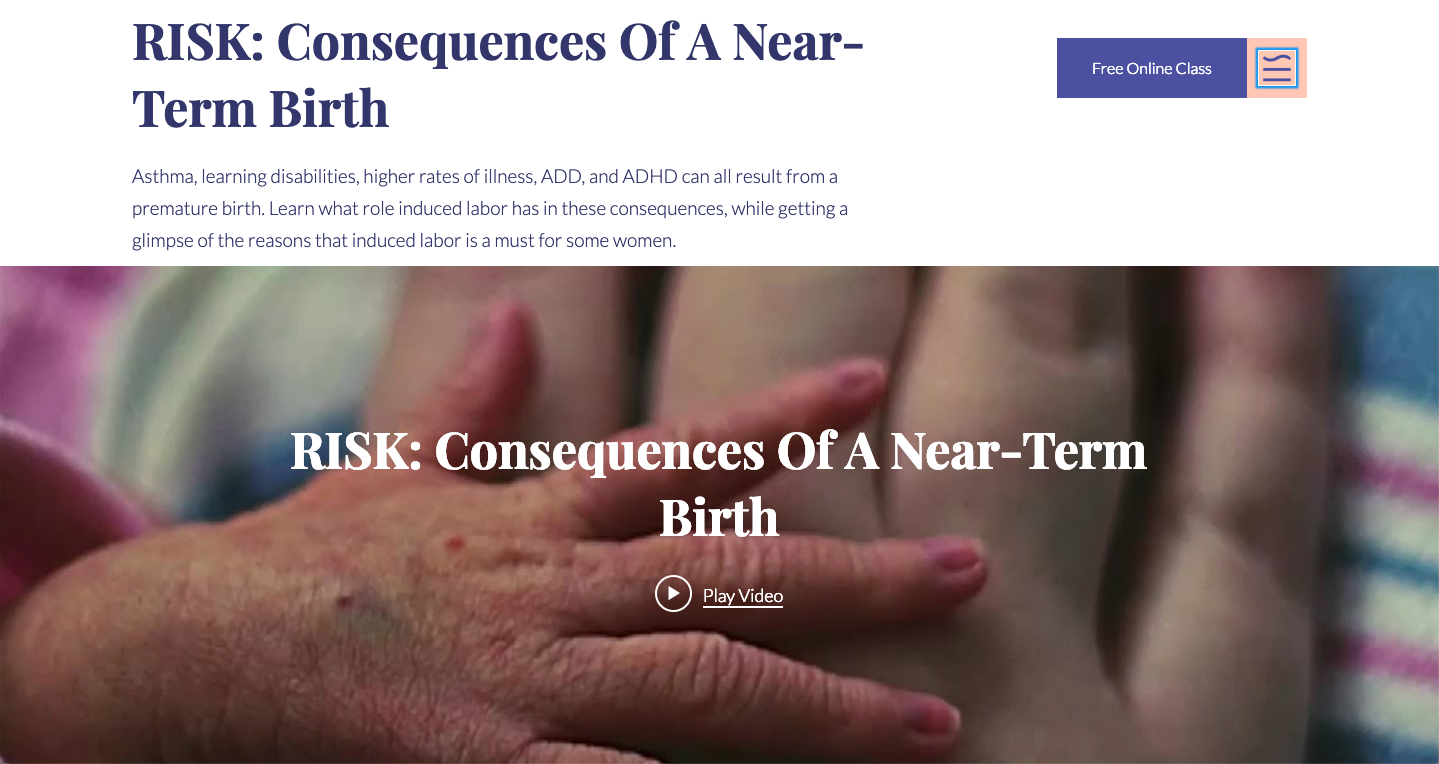 RISK: Consequences Of A Near-
Term Birth
Free Online Class
Asthma, learning disabilities, higher rates of illness, ADD, and ADHD can all result from a
premature birth. Learn what role induced labor has in these consequences, while getting a
glimpse of the reasons that induced labor is a must for some women.
RISK: Consequences Of A Near-Term
Birth
Play Video